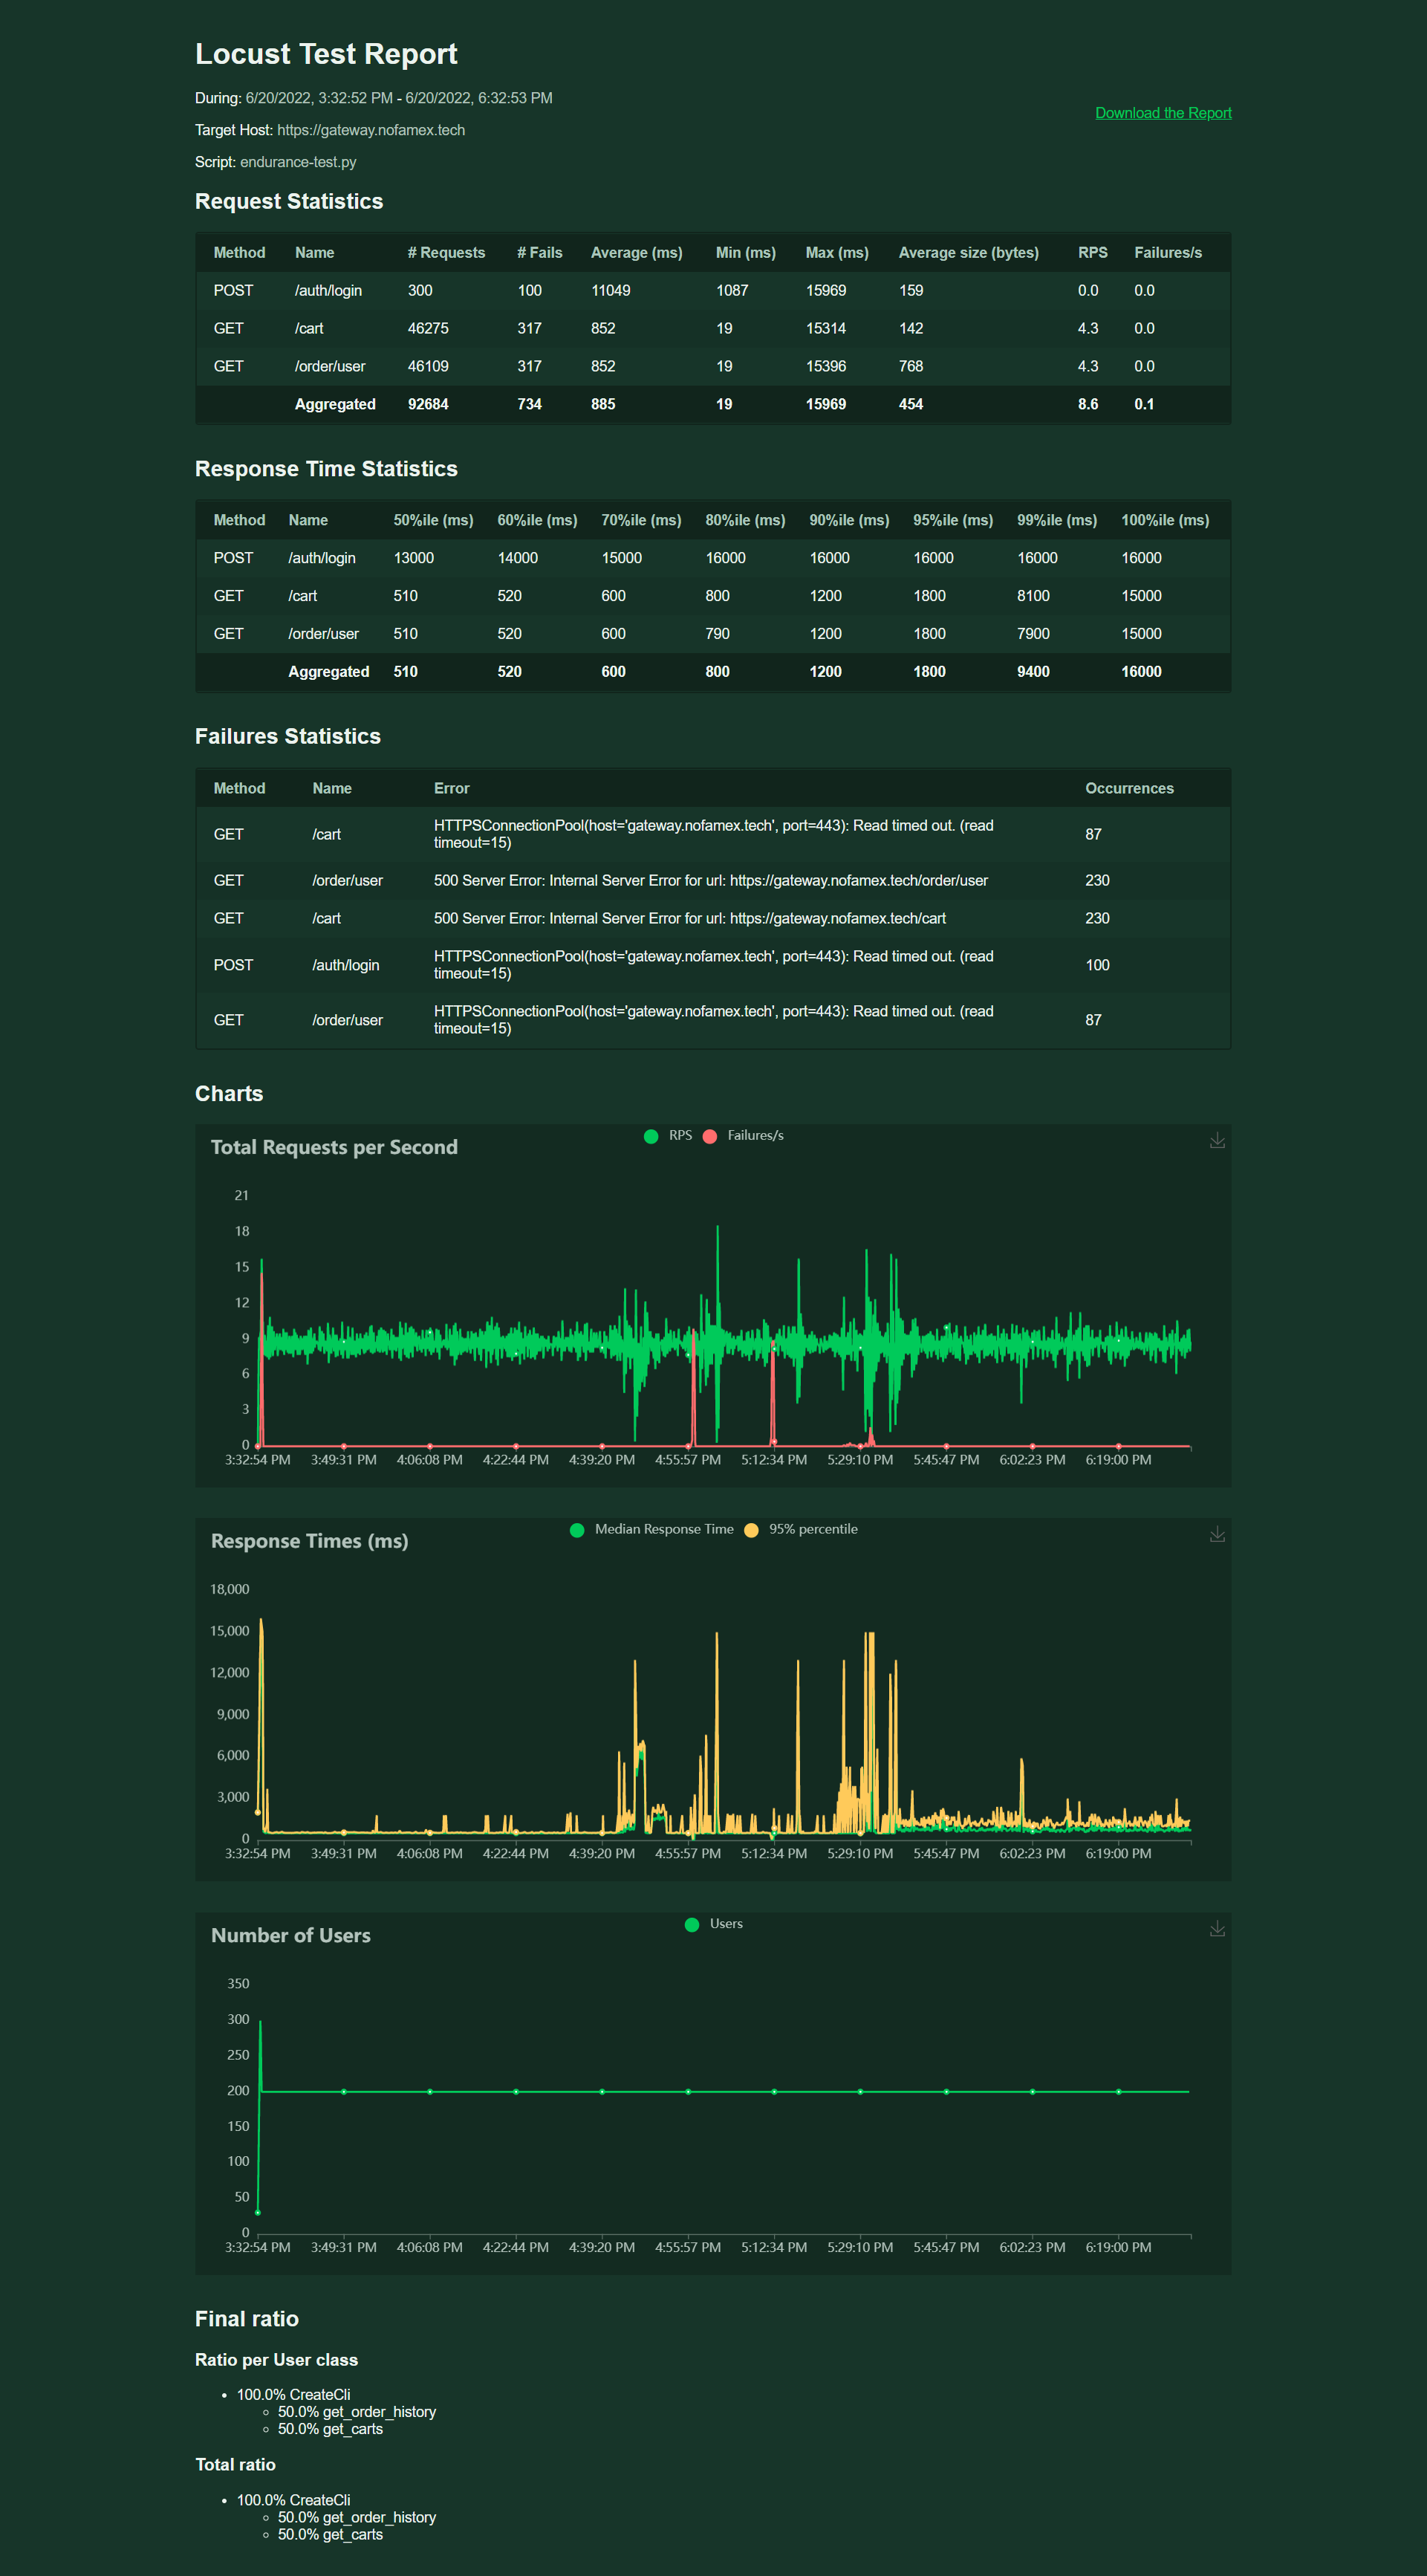 Locust Test Report
During: 6/20/2022, 3:32:52 PM - 6/20/2022, 6:32:53 PM
Download the Report
Target Host: https://gateway.nofamex.tech
Script: endurance-test.py
Request Statistics
Method Name # Requests # Fails Average (ms) Min (ms) Max (ms) Average size (bytes) RPS Failures/s
POST /auth/login 300 100 11049 1087 15969 159 0.0 0.0
GET /cart 46275 317 852 19 15314 142 4.3 0.0
GET /order/user 46109 317 852 19 15396 768 4.3 0.0
Aggregated 92684 734 885 19 15969 454 8.6 0.1
Response Time Statistics
Method Name 50%ile (ms) 60%ile (ms) 70%ile (ms) 80%ile (ms) 90%ile (ms) 95%ile (ms) 99%ile (ms) 100%ile (ms)
POST /auth/login 13000 14000 15000 16000 16000 16000 16000 16000
GET /cart 510 520 600 800 1200 1800 8100 15000
GET /order/user 510 520 600 790 1200 1800 7900 15000
Aggregated 510 520 600 800 1200 1800 9400 16000
Failures Statistics
Method Name Error Occurrences
GET /cart HTTPSConnectionPool(host='gateway.nofamex.tech', port=443): Read timed out. (read
timeout=15) 87
GET /order/user 500 Server Error: Internal Server Error for url: https://gateway.nofamex.tech/order/user 230
GET /cart 500 Server Error: Internal Server Error for url: https://gateway.nofamex.tech/cart 230
POST /auth/login HTTPSConnectionPool(host='gateway.nofamex.tech', port=443): Read timed out. (read
timeout=15) 100
GET /order/user HTTPSConnectionPool(host='gateway.nofamex.tech', port=443): Read timed out. (read
timeout=15) 87
Charts
Total Requests per Second
RPS Failures/s
21
18
15
12
9
6
3
0
3:32:54 PM 3:49:31 PM 4:06:08 PM 4:22:44 PM 4:39:20 PM 4:55:57 PM 5:12:34 PM 5:29:10 PM 5:45:47 PM 6:02:23 PM 6:19:00 PM
Response Times (ms)
Median Response Time 95% percentile
18,000
15,000
12,000
9,000
6,000
3,000
0
3:32:54 PM 3:49:31 PM 4:06:08 PM 4:22:44 PM 4:39:20 PM 4:55:57 PM 5:12:34 PM 5:29:10 PM 5:45:47 PM 6:02:23 PM 6:19:00 PM
Number of Users
Users
350
300
250
200
150
100
50
0
3:32:54 PM 3:49:31 PM 4:06:08 PM 4:22:44 PM 4:39:20 PM 4:55:57 PM 5:12:34 PM 5:29:10 PM 5:45:47 PM 6:02:23 PM 6:19:00 PM
Final ratio
Ratio per User class
100.0% CreateCli
50.0% get_order_history
50.0% get_carts
Total ratio
100.0% CreateCli
50.0% get_order_history
50.0% get_carts